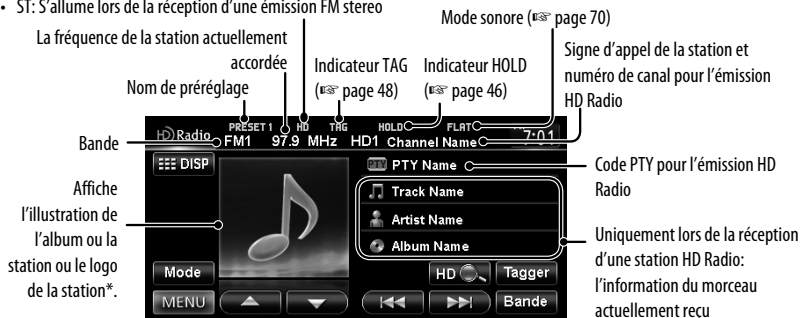 • ST: S'allume lors de la réception d'une émission FM stereo
Mode sonore (☞ page 70)
La fréquence de la station actuellement
accordée
Nom de préréglage
Indicateur TAG
(☞ page 48)
Indicateur HOLD
(☞ page 46)
Signe d'appel de la station et
numéro de canal pour l'émission
HD Radio
Bande
HD Radio
PRESET 1 HD TAG HOLD FLAT
FM1 97.9 MHz HD1 Channel Name 7:01
DISP
PTY PTY Name
Track Name
Artist Name
Album Name
Mode
HD
Tagger
MENU
Bande
Affiche
l'illustration de
l'album ou la
station ou le logo
de la station*.
Code PTY pour l'émission HD
Radio
Uniquement lors de la réception
d'une station HD Radio:
l'information du morceau
actuellement reçu